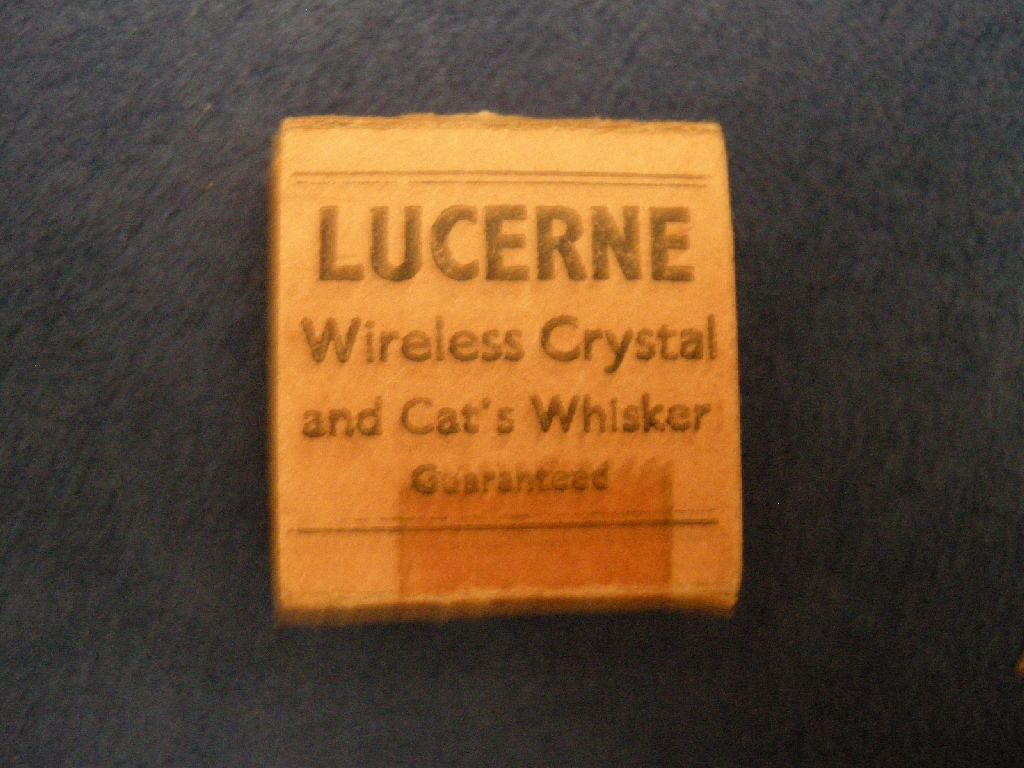 LUCERNE
Wireless Crystal
and Cat's Whisker
Guaranteed